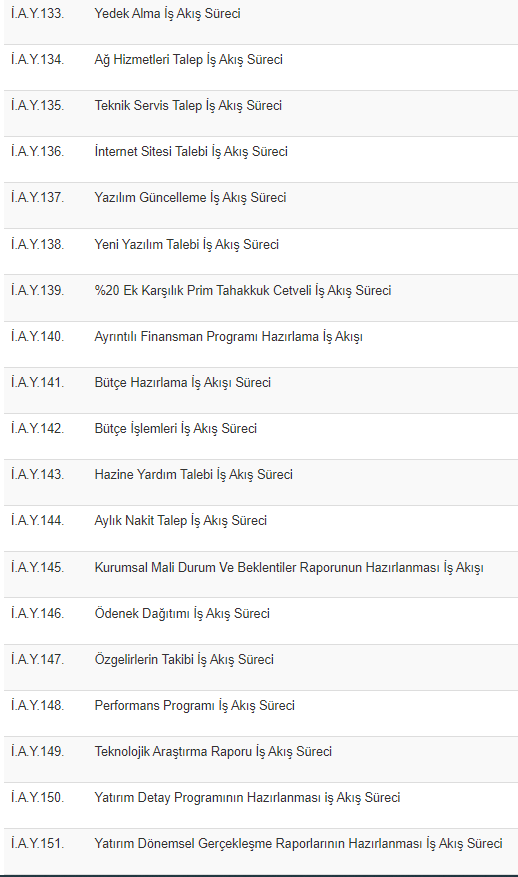 İ.A.Y.133. Yedek Alma İş Akış Süreci
İ.A.Y.134. Ağ Hizmetleri Talep İş Akış Süreci
İ.A.Y.135. Teknik Servis Talep İş Akış Süreci
İ.A.Y.136. İnternet Sitesi Talebi İş Akış Süreci
İ.A.Y.137. Yazılım Güncelleme İş Akış Süreci
İ.A.Y.138. Yeni Yazılım Talebi İş Akış Süreci
İ.A.Y.139. %20 Ek Karşılık Prim Tahakkuk Cetveli İş Akış Süreci
İ.A.Y.140. Ayrıntılı Finansman Programı Hazırlama İş Akışı
İ.A.Y.141. Bütçe Hazırlama İş Akışı Süreci
İ.A.Y.142. Bütçe İşlemleri İş Akış Süreci
İ.A.Y.143. Hazine Yardım Talebi İş Akış Süreci
İ.A.Y.144. Aylık Nakit Talep İş Akış Süreci
İ.A.Y.145. Kurumsal Mali Durum Ve Beklentiler Raporunun Hazırlanması İş Akışı
İ.A.Y.146. Ödenek Dağıtımı İş Akış Süreci
İ.A.Y.147. Özgelirlerin Takibi İş Akış Süreci
İ.A.Y.148. Performans Programı İş Akış Süreci
İ.A.Y.149. Teknolojik Araştırma Raporu İş Akış Süreci
İ.A.Y.150. Yatırım Detay Programının Hazırlanması iş Akış Süreci
İ.A.Y.151. Yatırım Dönemsel Gerçekleşme Raporlarının Hazırlanması İş Akış Süreci